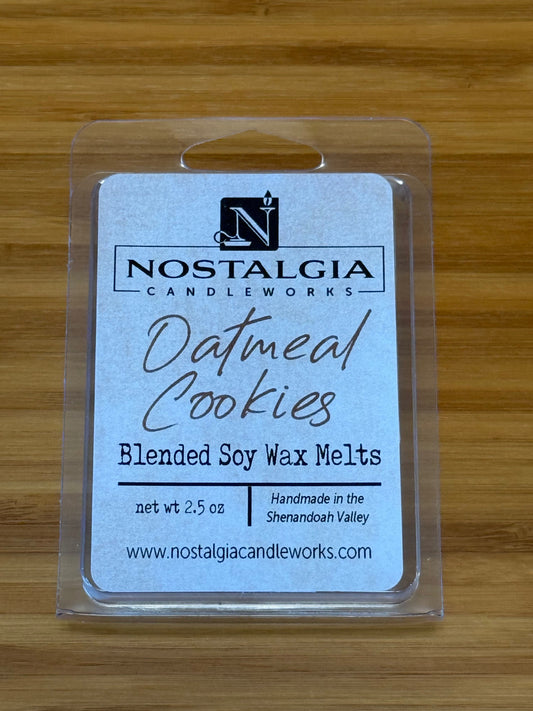 N
NOSTALGIA
CANDLEWORKS
Oatmeal
Cookies
Blended Soy Wax Melts
net wt 2.5 oz
Handmade in the
Shenandoah Valley
www.nostalgiacandleworks.com